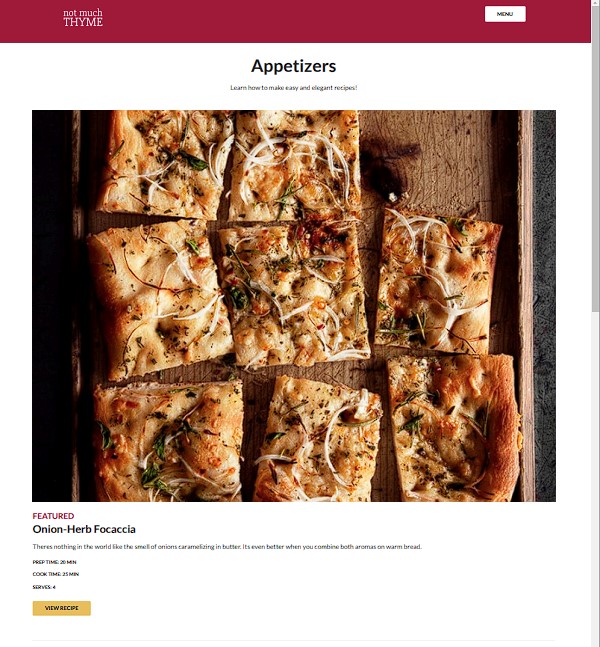 not much
THYME
MENU
Appetizers
Learn how to make easy and elegant recipes!
FEATURED
Onion-Herb Focaccia
Theres nothing in the world like the smell of onions caramelizing in butter. Its even better when you combine both aromas on warm bread.
PREP TIME: 20 MIN
COOK TIME: 25 MIN
SERVES: 4
VIEW RECIPE